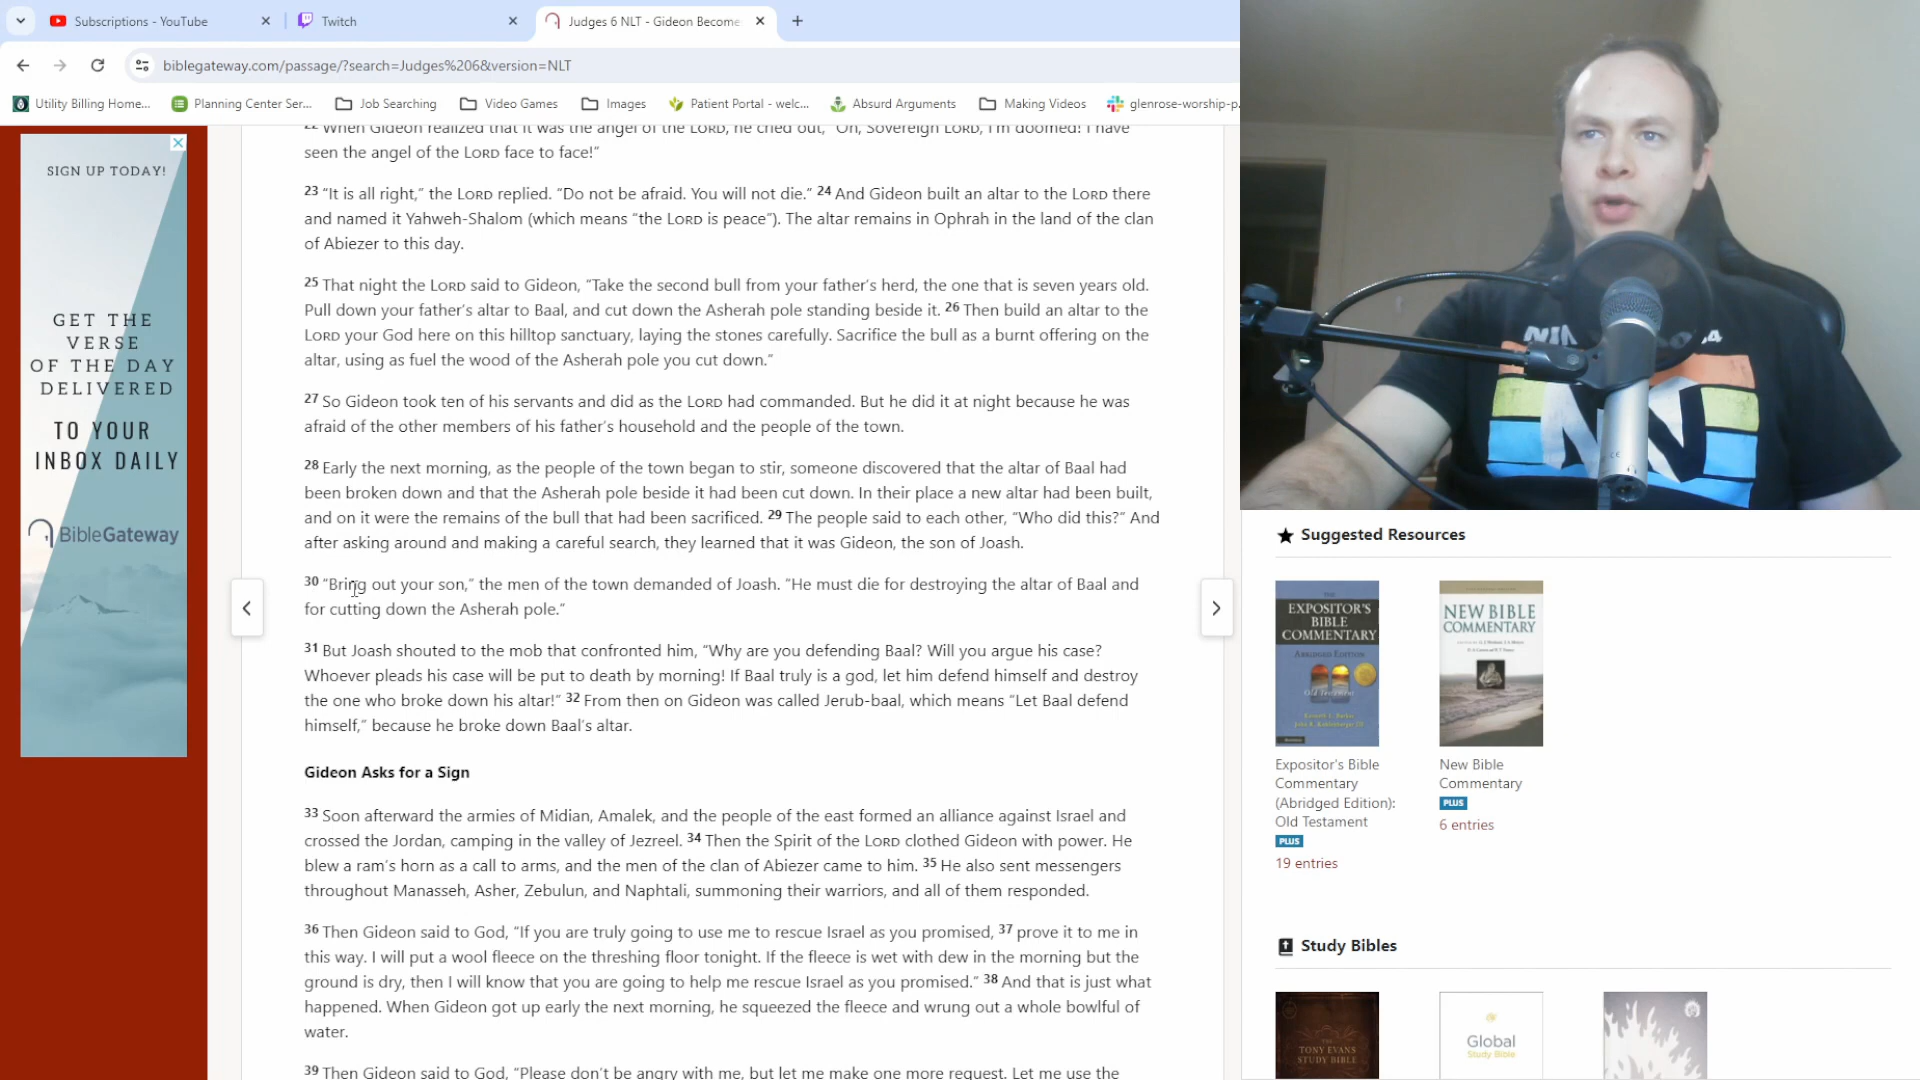 Subscriptions - YouTube
Twitch
Judges 6 NLT - Gideon Become
biblegateway.com/passage/?search=Judges%206&version=NLT
Utility Billing Home...
Planning Center Ser...
Job Searching
Video Games
Images
Patient Portal - welc...
Absurd Arguments
Making Videos
glenrose-worship-p.
SIGN UP TODAY!
GET THE
VERSE
OF THE DAY
DELIVERED
TO YOUR
INBOX DAILY
BibleGateway
22 When Gideon realized that it was the angel of the LORD, he cried out, “Oh, Sovereign LORD, I’m doomed! I have
seen the angel of the LORD face to face!”
23 “It is all right,” the LORD replied. “Do not be afraid. You will not die.” 24 And Gideon built an altar to the LORD there
and named it Yahweh-Shalom (which means “the LORD is peace”). The altar remains in Ophrah in the land of the clan
of Abiezer to this day.
25 That night the LORD said to Gideon, “Take the second bull from your father’s herd, the one that is seven years old.
Pull down your father’s altar to Baal, and cut down the Asherah pole standing beside it. 26 Then build an altar to the
LORD your God here on this hilltop sanctuary, laying the stones carefully. Sacrifice the bull as a burnt offering on the
altar, using as fuel the wood of the Asherah pole you cut down.”
27 So Gideon took ten of his servants and did as the LORD had commanded. But he did it at night because he was
afraid of the other members of his father’s household and the people of the town.
28 Early the next morning, as the people of the town began to stir, someone discovered that the altar of Baal had
been broken down and that the Asherah pole beside it had been cut down. In their place a new altar had been built,
and on it were the remains of the bull that had been sacrificed. 29 The people said to each other, “Who did this?” And
after asking around and making a careful search, they learned that it was Gideon, the son of Joash.
30 “Bring out your son,” the men of the town demanded of Joash. “He must die for destroying the altar of Baal and
for cutting down the Asherah pole.”
31 But Joash shouted to the mob that confronted him, “Why are you defending Baal? Will you argue his case?
Whoever pleads his case will be put to death by morning! If Baal truly is a god, let him defend himself and destroy
the one who broke down his altar!” 32 From then on Gideon was called Jerub-baal, which means “Let Baal defend
himself,” because he broke down Baal’s altar.
Gideon Asks for a Sign
33 Soon afterward the armies of Midian, Amalek, and the people of the east formed an alliance against Israel and
crossed the Jordan, camping in the valley of Jezreel. 34 Then the Spirit of the LORD clothed Gideon with power. He
blew a ram’s horn as a call to arms, and the men of the clan of Abiezer came to him. 35 He also sent messengers
throughout Manasseh, Asher, Zebulun, and Naphtali, summoning their warriors, and all of them responded.
36 Then Gideon said to God, “If you are truly going to use me to rescue Israel as you promised, 37 prove it to me in
this way. I will put a wool fleece on the threshing floor tonight. If the fleece is wet with dew in the morning but the
ground is dry, then I will know that you are going to help me rescue Israel as you promised.” 38 And that is just what
happened. When Gideon got up early the next morning, he squeezed the fleece and wrung out a whole bowlful of
water.
39 Then Gideon said to God, “Please don’t be angry with me, but let me make one more request. Let me use the
Suggested Resources
THE
EXPOSITOR'S
BIBLE
COMMENTARY
ABRIDGED EDITION
Old Testament
NEW BIBLE
COMMENTARY
Expositor's Bible
Commentary
(Abridged Edition):
Old Testament
PLUS
19 entries
New Bible
Commentary
PLUS
6 entries
Study Bibles
THE
TONY EVANS
STUDY BIBLE
Global
Study Bible
N
64